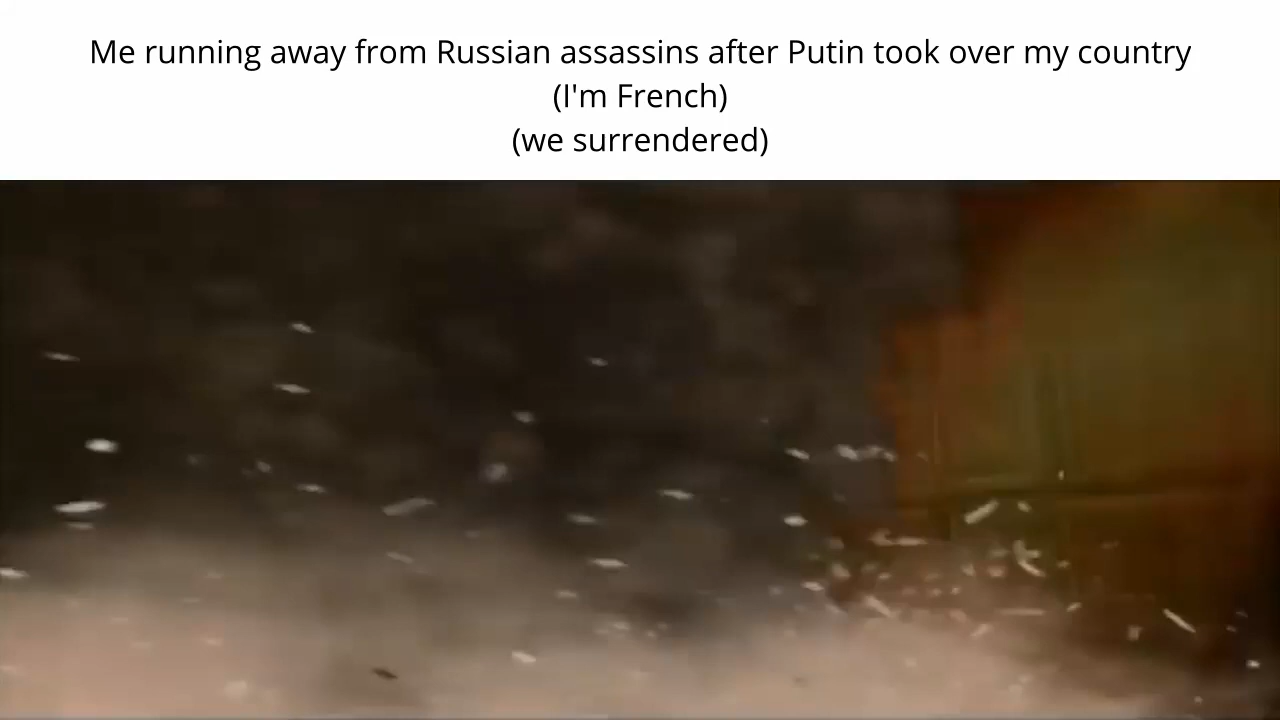 Me running away from Russian assassins after Putin took over my country
(I'm French)
(we surrendered)